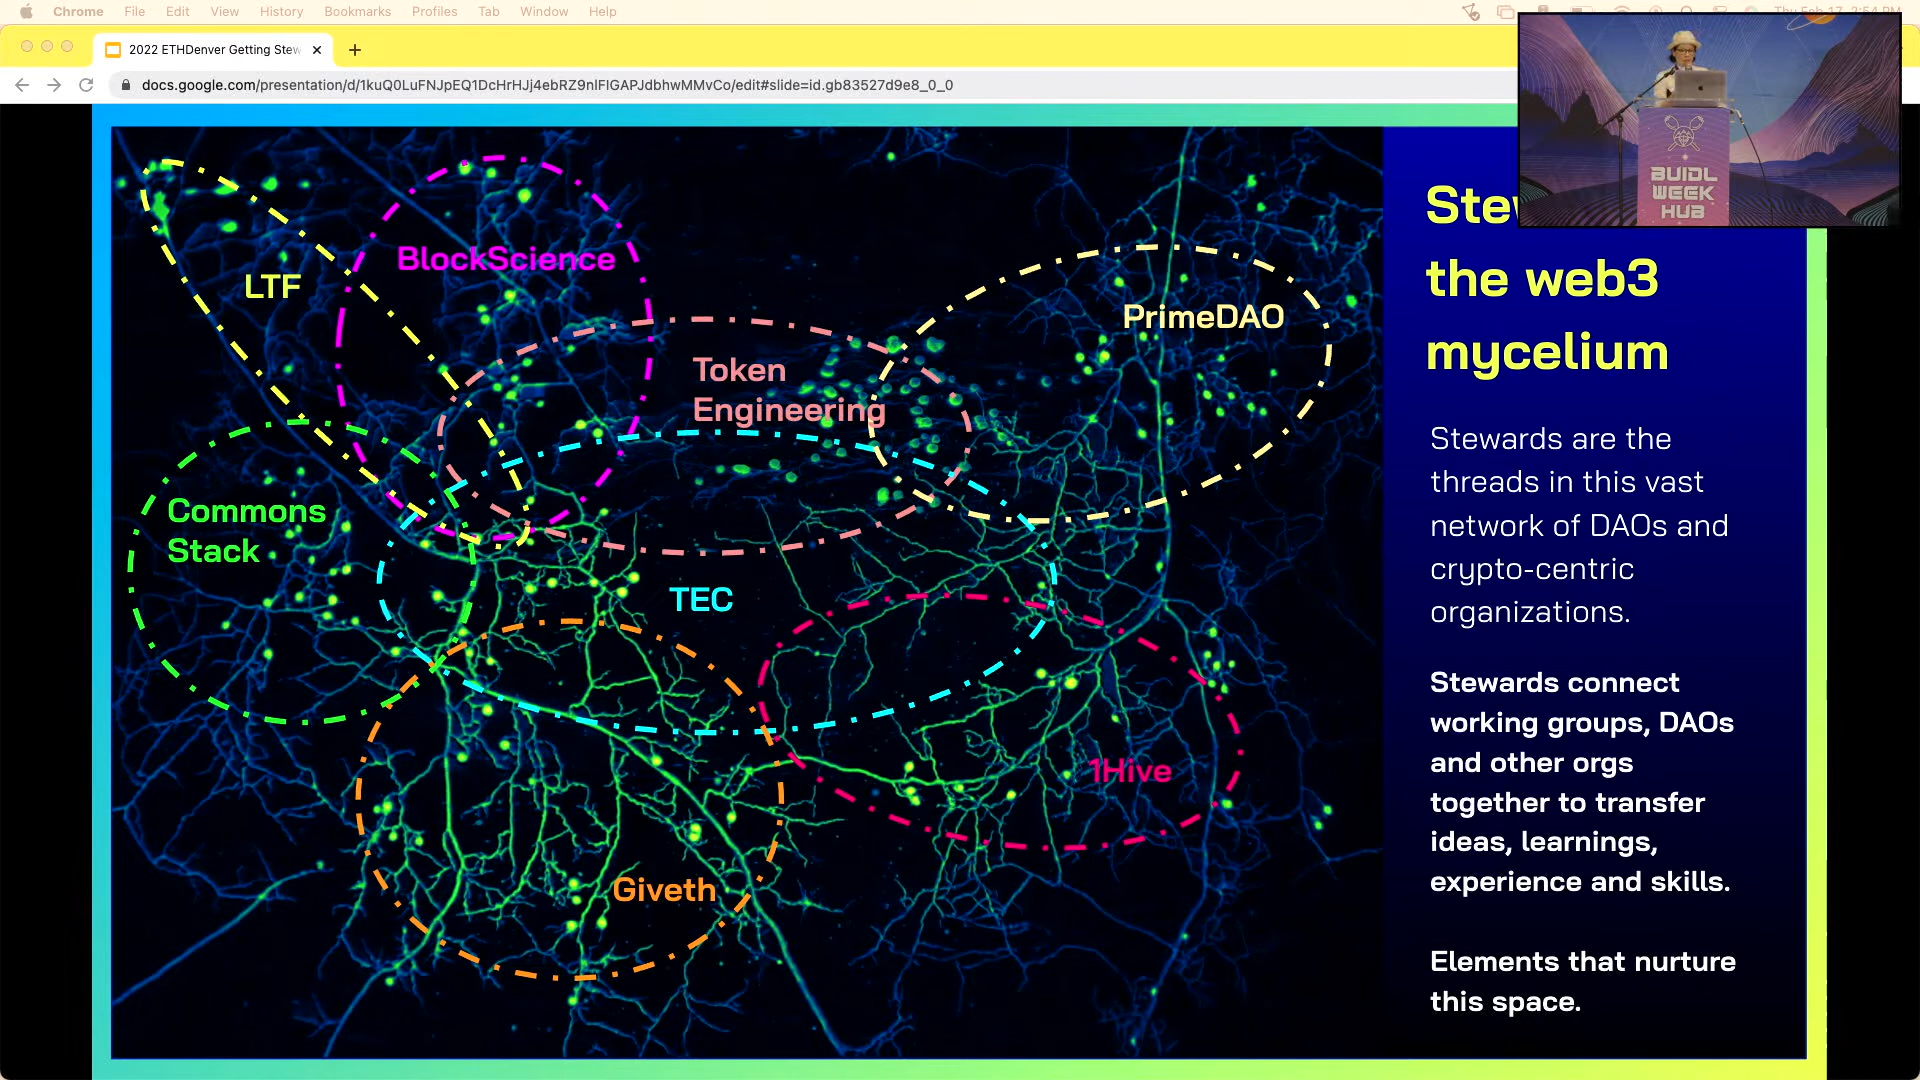 Chrome File Edit View History Bookmarks Profiles Tab Window Help
2022 ETHDenver Getting Stew
docs.google.com/presentation/d/1kuQ0LuFNJpEQ1DcHrHJj4ebRZ9nlFlGAPJdbhwMMvCo/edit#slide=id.gb83527d9e8_0_0
BUIDL
WEEK
HUB
LTF
BlockScience
Token
Engineering
PrimeDAO
Commons
Stack
TEC
1Hive
Giveth
the web3
mycelium
Stewards are the
threads in this vast
network of DAOs and
crypto-centric
organizations.
Stewards connect
working groups, DAOs
and other orgs
together to transfer
ideas, learnings,
experience and skills.
Elements that nurture
this space.